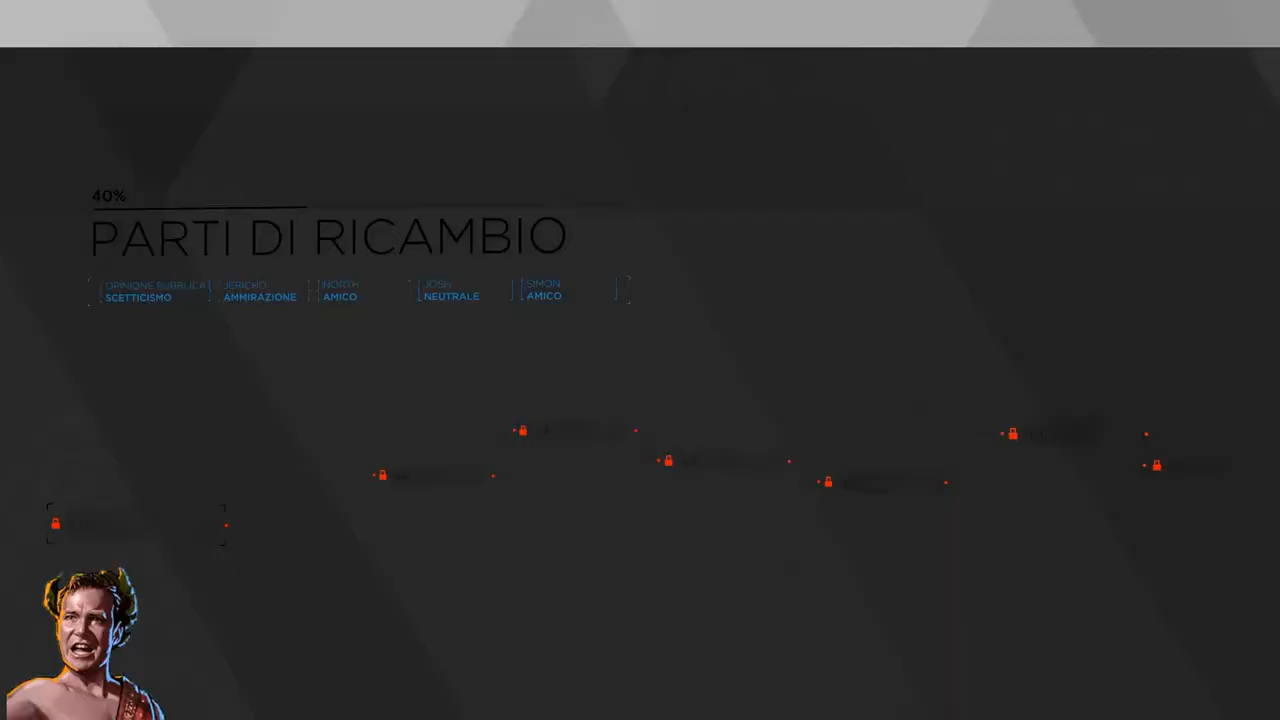 40%
PARTI DI RICAMBIO
OPINIONE PUBBLICA JERICHO NORTH JOSH SIMON
SCETTICISMO AMMIRAZIONE AMICO NEUTRALE AMICO